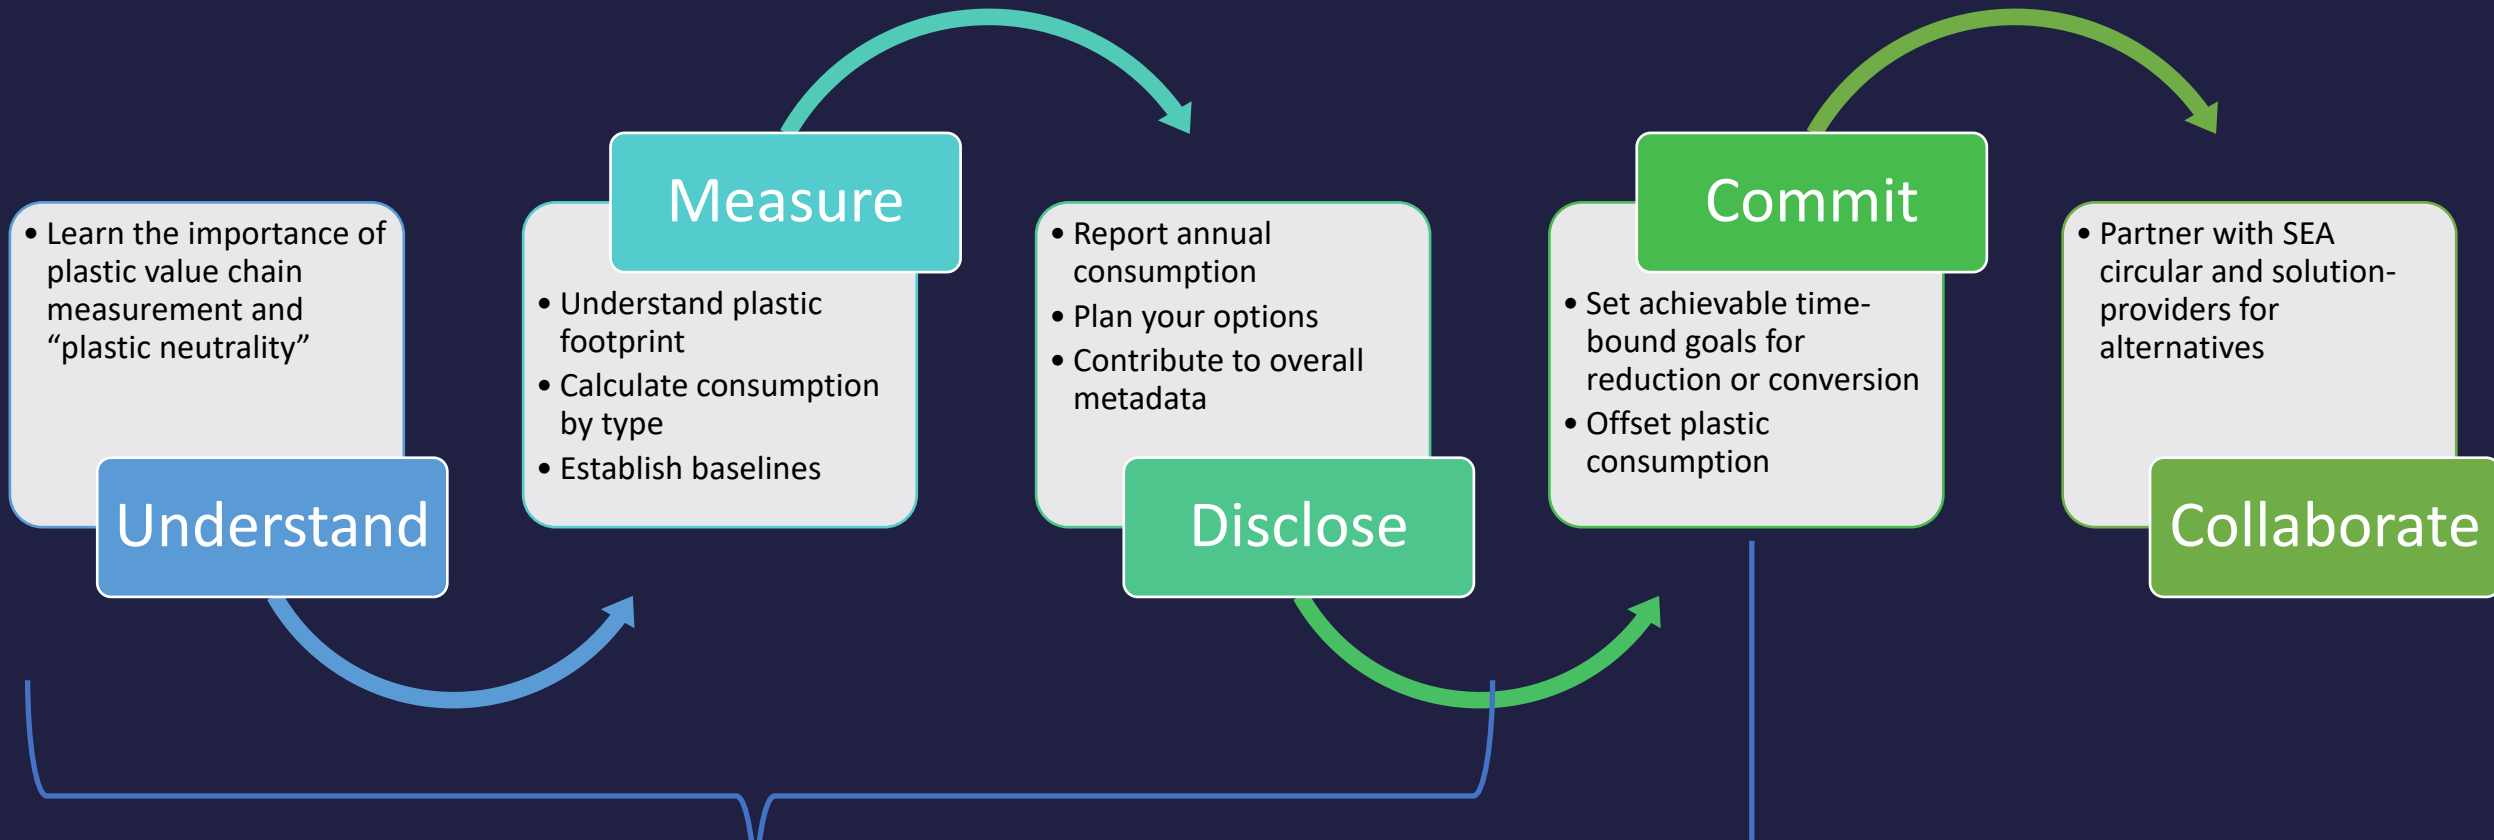 • Learn the importance of
plastic value chain
measurement and
“plastic neutrality”
Understand
Measure
• Understand plastic
footprint
• Calculate consumption
by type
• Establish baselines
• Report annual
consumption
• Plan your options
• Contribute to overall
metadata
Disclose
Commit
• Set achievable time-
bound goals for
reduction or conversion
• Offset plastic
consumption
• Partner with SEA
circular and solution-
providers for
alternatives
Collaborate